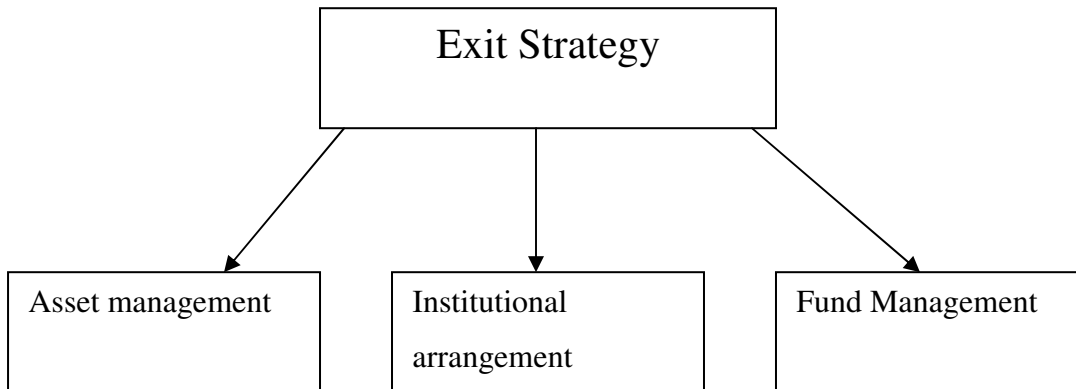 Exit Strategy
Asset management
Institutional
arrangement
Fund Management